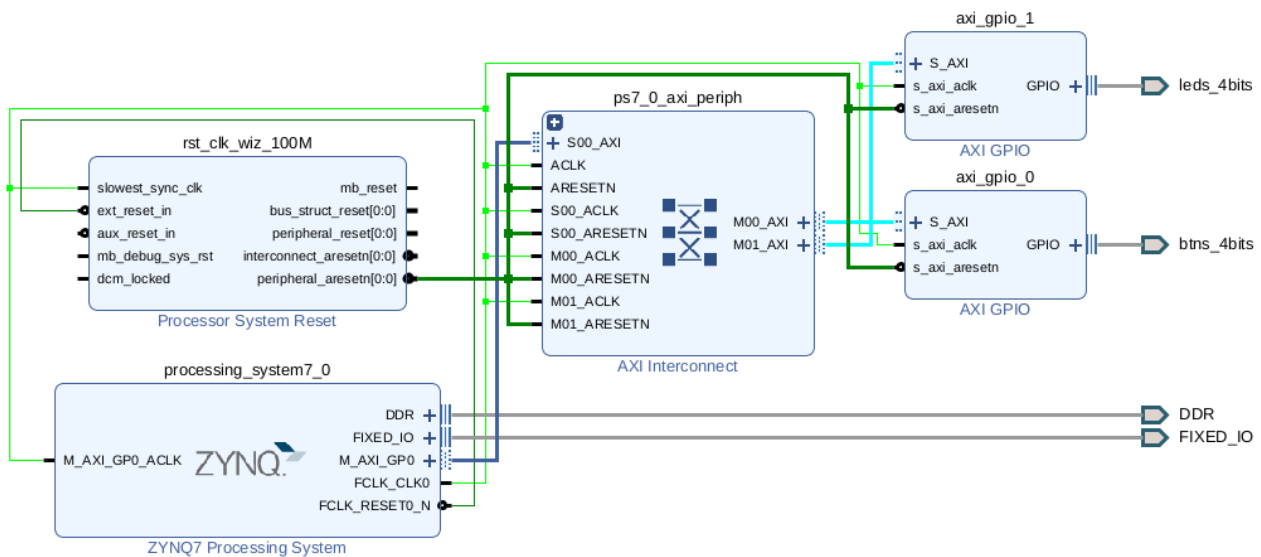 axi_gpio_1
S_AXI
s_axi_aclk
s_axi_aresetn
GPIO
AXI GPIO
leds_4bits
ps7_0_axi_periph
S00_AXI
ACLK
ARESETN
S00_ACLK
S00_ARESETN
M00_ACLK
M00_ARESETN
M01_ACLK
M01_ARESETN
M00_AXI
M01_AXI
AXI Interconnect
rst_clk_wiz_100M
slowest_sync_clk
ext_reset_in
aux_reset_in
mb_debug_sys_rst
dcm_locked
mb_reset
bus_struct_reset[0:0]
peripheral_reset[0:0]
interconnect_aresetn[0:0]
peripheral_aresetn[0:0]
Processor System Reset
axi_gpio_0
S_AXI
s_axi_aclk
s_axi_aresetn
GPIO
AXI GPIO
btns_4bits
processing_system7_0
M_AXI_GP0_ACLK
ZYNQ.
DDR
FIXED_IO
M_AXI_GP0
FCLK_CLK0
FCLK_RESET0_N
ZYNQ7 Processing System
DDR
FIXED_IO